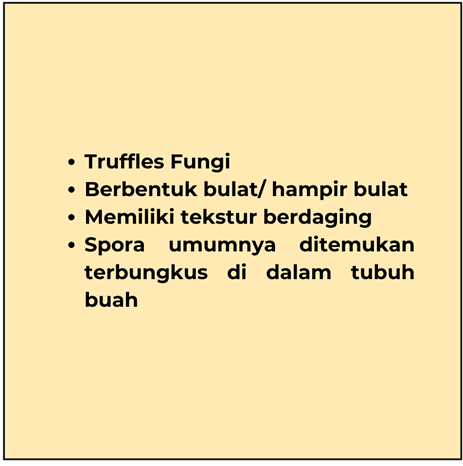 • Truffles Fungi
• Berbentuk bulat/ hampir bulat
• Memiliki tekstur berdaging
• Spora umumnya ditemukan
terbungkus di dalam tubuh
buah